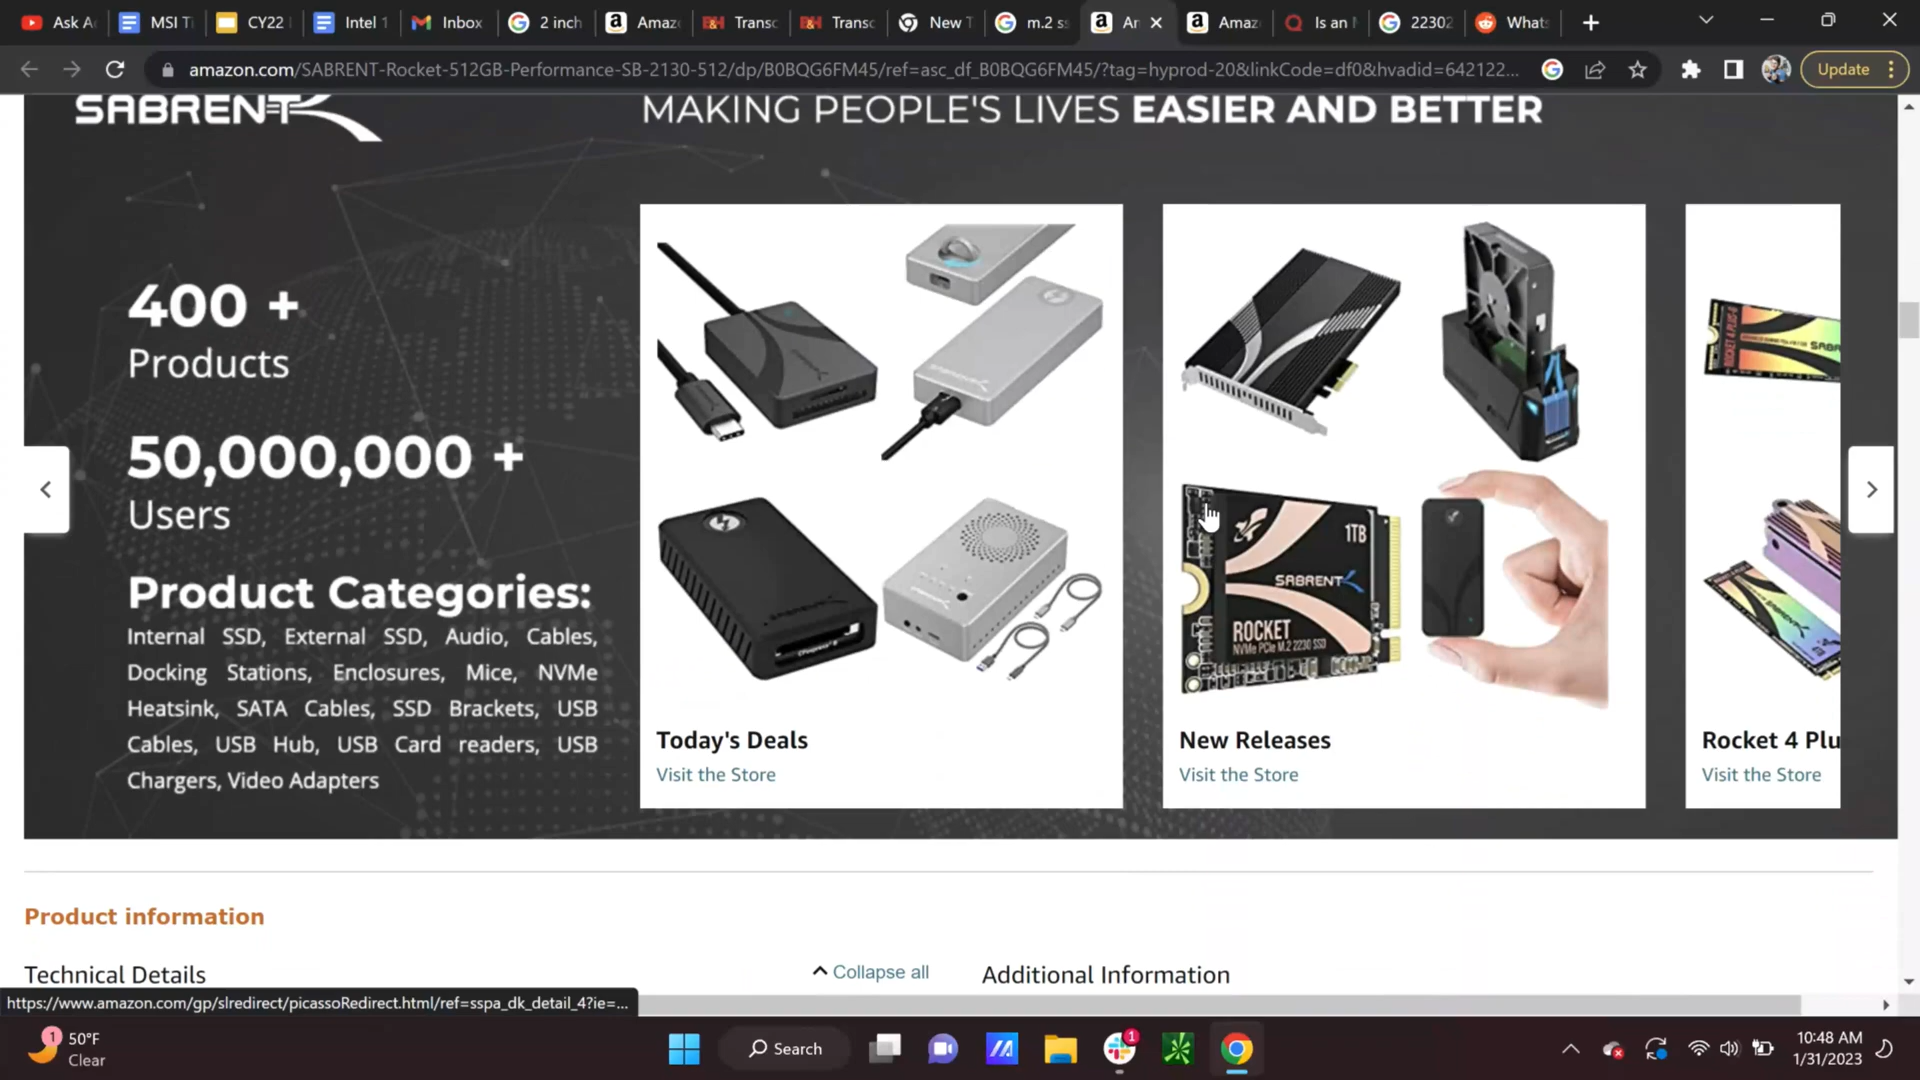 Ask A
MSI Ti
CY22
Intel 1
Inbox
2 inch
Amaz
Transc
Transc
New T
m.2 ss
Am
Amaz
Is an
22302
Whats
amazon.com/SABRENT-Rocket-512GB-Performance-SB-2130-512/dp/B0BQG6FM45/ref=asc_df_B0BQG6FM45/?tag=hyprod-20&linkCode=df0&hvadid=642122...
Update
SABRENT
MAKING PEOPLE'S LIVES EASIER AND BETTER
400 +
Products
50,000,000 +
Users
Product Categories:
Internal SSD, External SSD, Audio, Cables,
Docking Stations, Enclosures, Mice, NVMe
Heatsink, SATA Cables, SSD Brackets, USB
Cables, USB Hub, USB Card readers, USB
Chargers, Video Adapters
1TB
SABRENT
ROCKET
NVMe PCIe M.2 2230 SSD
Today's Deals
Visit the Store
New Releases
Visit the Store
Rocket 4 Plu
Visit the Store
Product information
Technical Details
Collapse all
Additional Information
https://www.amazon.com/gp/slredirect/picassoRedirect.html/ref=sspa_dk_detail_4?ie=...
1
50°F
Clear
Search
1
10:48 AM
1/31/2023